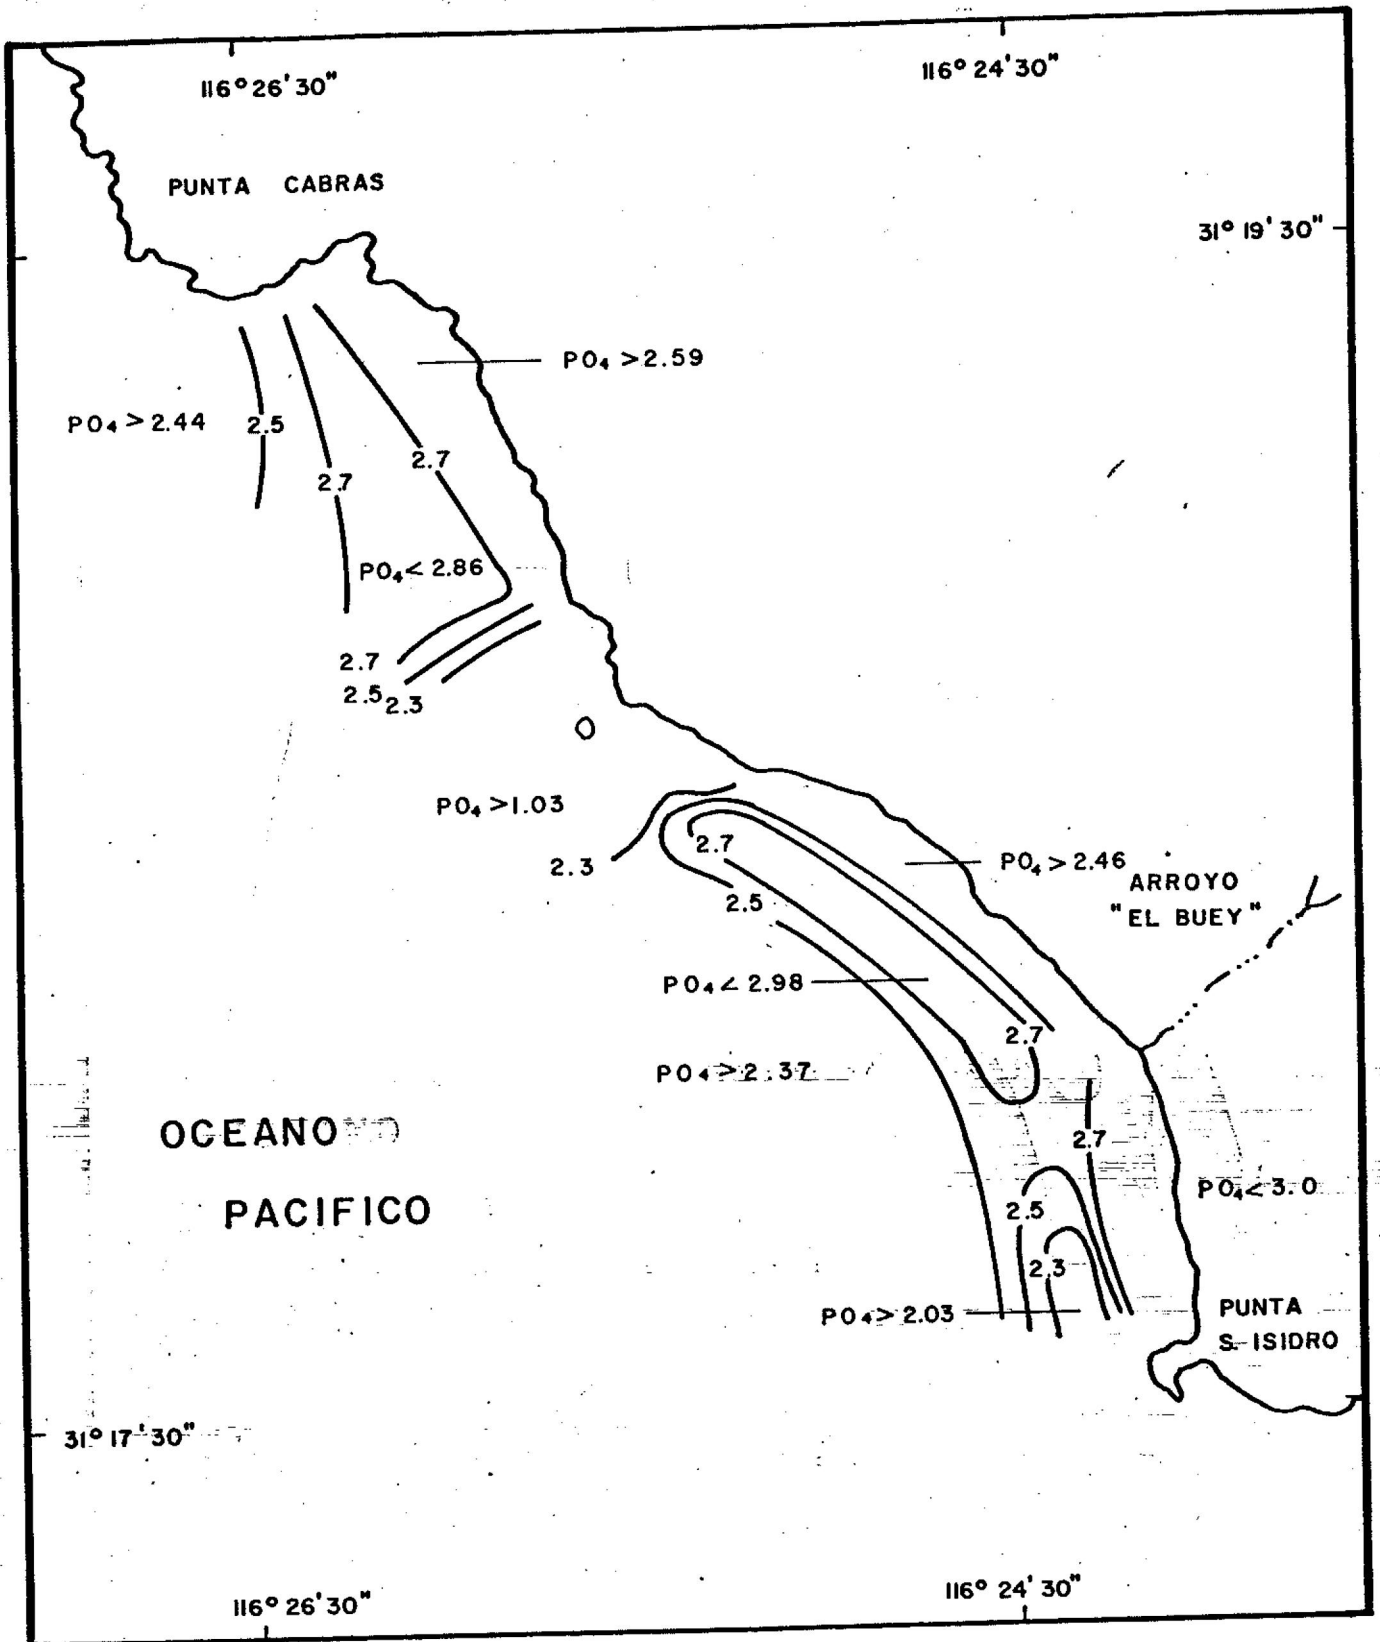 116° 26' 30"
116° 24' 30"
PUNTA CABRAS
31° 19' 30"
PO₄ >2.59
PO₄ > 2.44
2.5
2.7
2.7
PO₄< 2.86
2.7
2.5
2.3
PO₄ >1.03
2.3
2.7
PO₄ >2.46
ARROYO
"EL BUEY"
2.5
PO₄< 2.98
2.7
PO₄> 2.37
OCEANO
PACIFICO
2.7
PO₄< 3.0
2.5
2.3
PO₄> 2.03
PUNTA
S. ISIDRO
31° 17' 30"
116° 26' 30"
116° 24' 30"